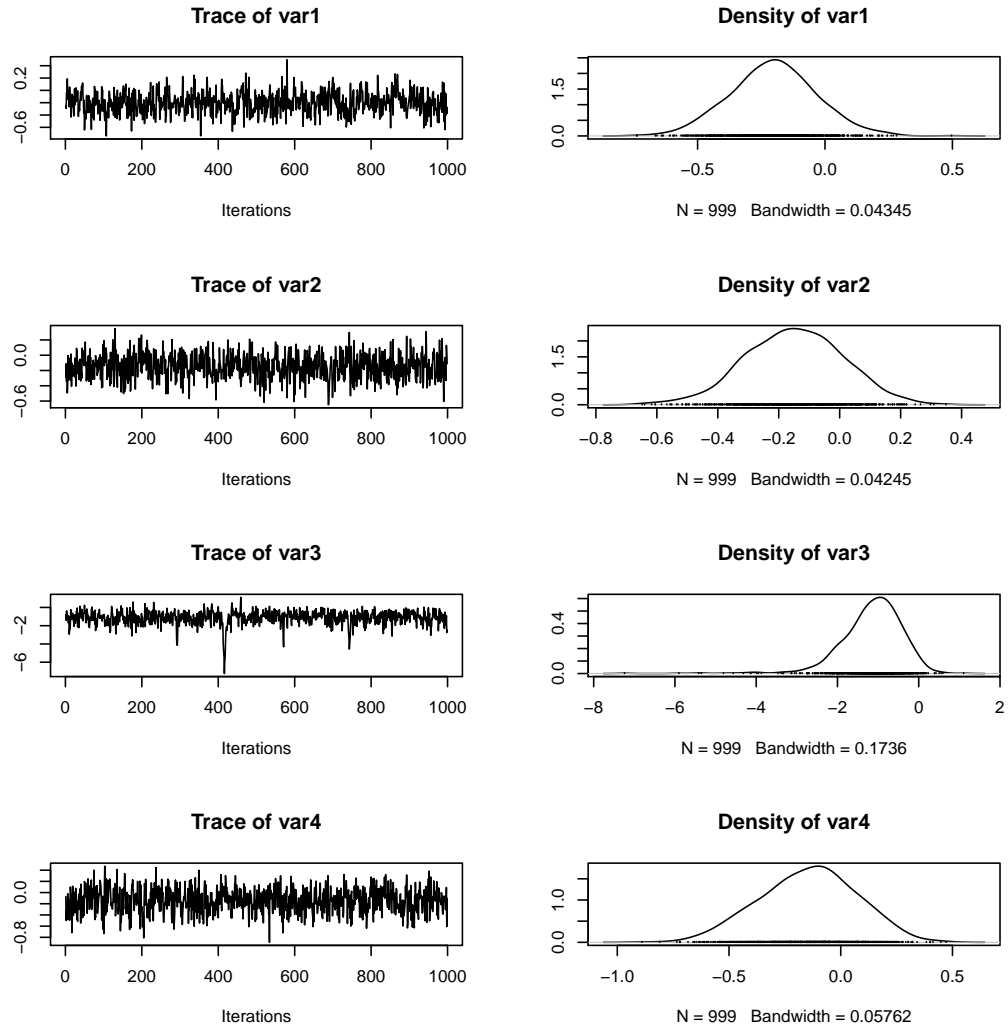 Trace of var1
0.2
−0.6
0 200 400 600 800 1000
Iterations
Density of var1
1.5
0.0
−0.5 0.0 0.5
N = 999 Bandwidth = 0.04345
Trace of var2
0.0
−0.6
0 200 400 600 800 1000
Iterations
Density of var2
1.5
0.0
−0.8 −0.6 −0.4 −0.2 0.0 0.2 0.4
N = 999 Bandwidth = 0.04245
Trace of var3
−2
−6
0 200 400 600 800 1000
Iterations
Density of var3
0.4
0.0
−8 −6 −4 −2 0 2
N = 999 Bandwidth = 0.1736
Trace of var4
0.0
−0.8
0 200 400 600 800 1000
Iterations
Density of var4
1.0
0.0
−1.0 −0.5 0.0 0.5
N = 999 Bandwidth = 0.05762